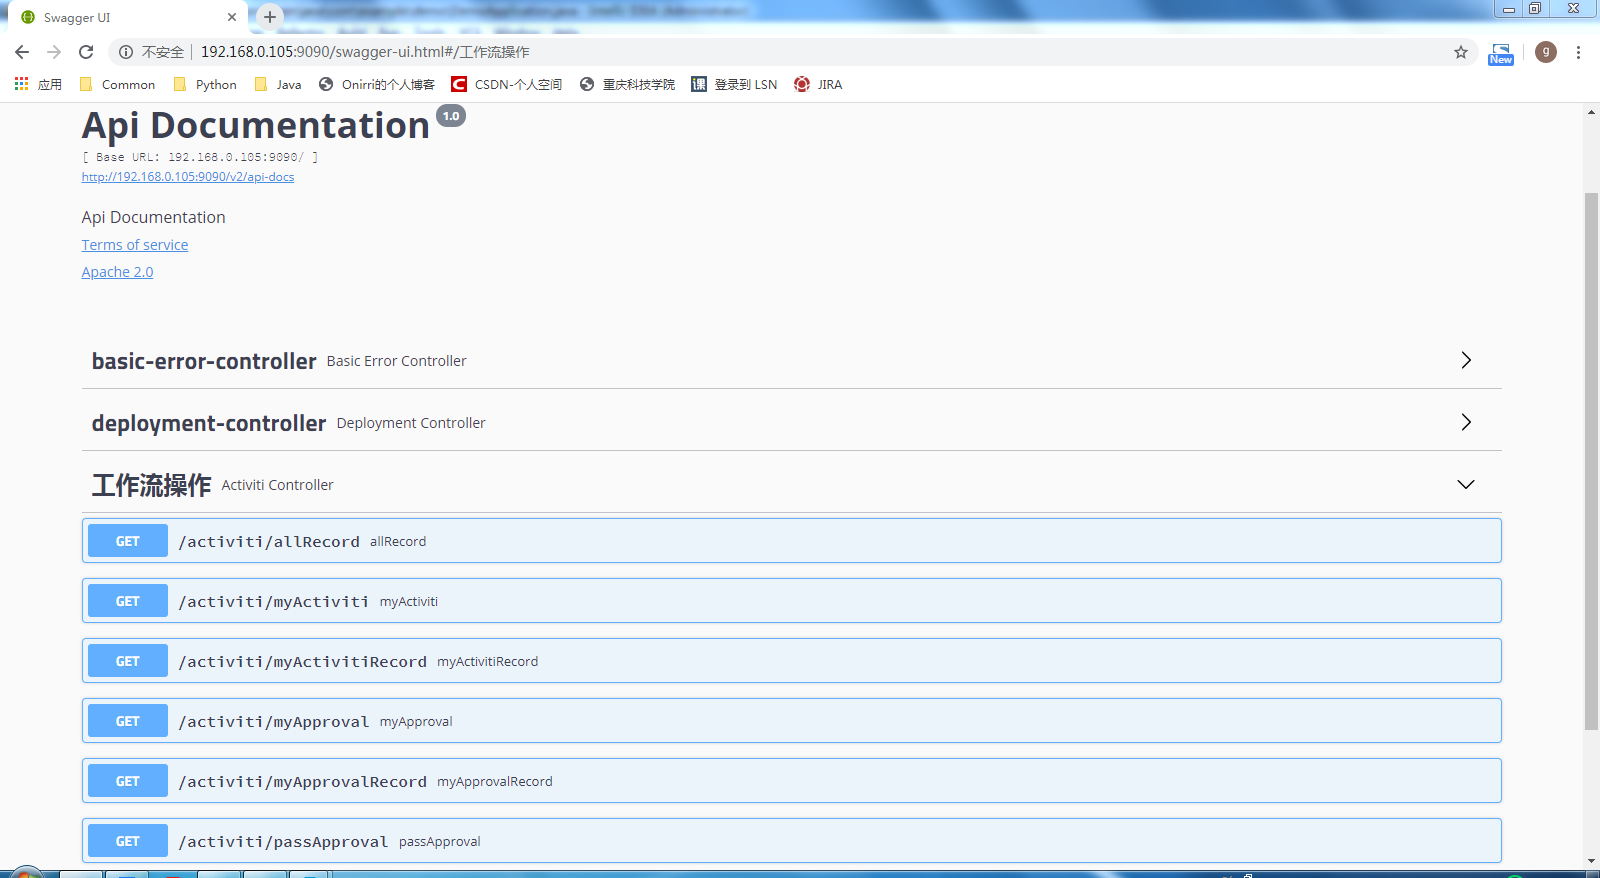 Swagger UI
不安全 192.168.0.105:9090/swagger-ui.html#/工作流操作
New
g
应用 Common Python Java Onirri的个人博客 CSDN-个人空间 重庆科技学院 课 登录到 LSN JIRA
Api Documentation 1.0
[ Base URL: 192.168.0.105:9090/ ]
http://192.168.0.105:9090/v2/api-docs
Api Documentation
Terms of service
Apache 2.0
basic-error-controller Basic Error Controller
deployment-controller Deployment Controller
工作流操作 Activiti Controller
GET /activiti/allRecord allRecord
GET /activiti/myActiviti myActiviti
GET /activiti/myActivitiRecord myActivitiRecord
GET /activiti/myApproval myApproval
GET /activiti/myApprovalRecord myApprovalRecord
GET /activiti/passApproval passApproval